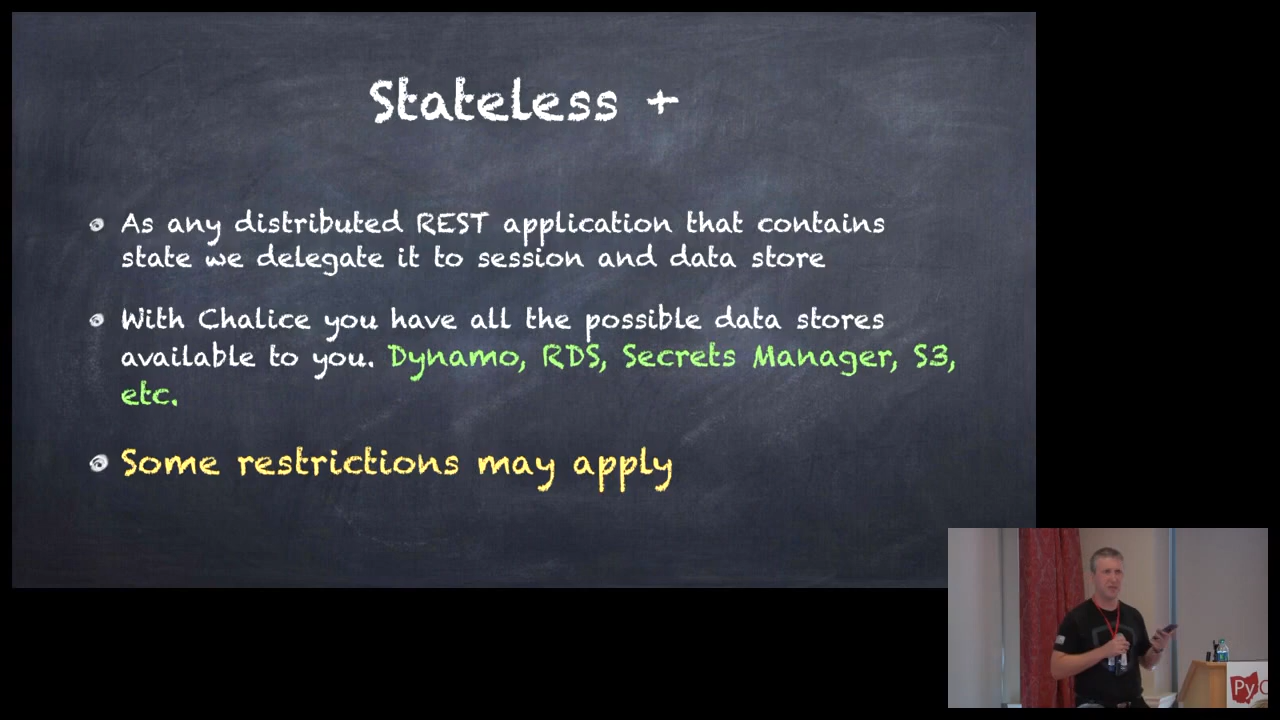 Stateless +
As any distributed REST application that contains
state we delegate it to session and data store
With Chalice you have all the possible data stores
available to you. Dynamo, RDS, Secrets Manager, S3,
etc.
Some restrictions may apply
PyO